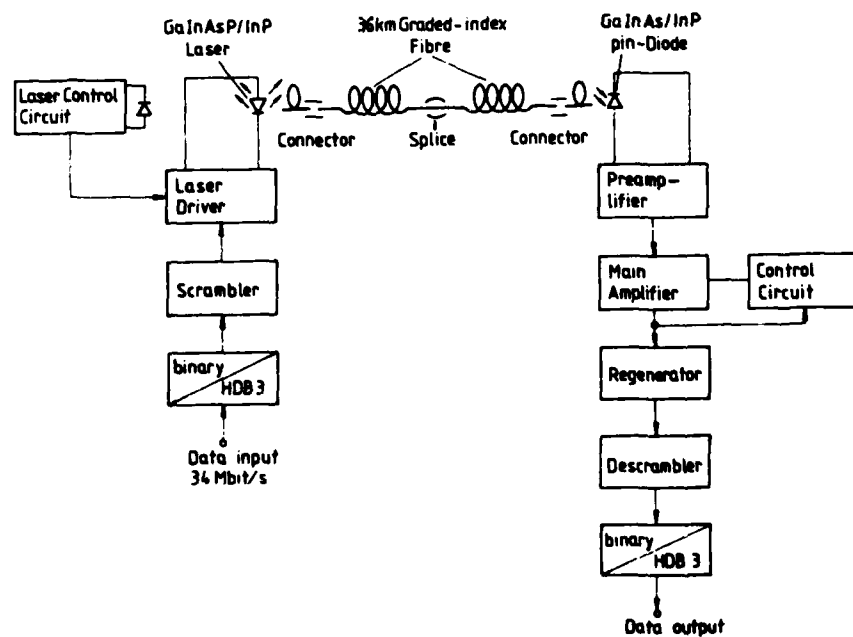 GaInAsP/InP
Laser
36km Graded-index
Fibre
GaInAs/InP
pin-Diode
Laser Control
Circuit
Connector
Splice
Connector
Laser
Driver
Preamp-
lifier
Scrambler
Main
Amplifier
Control
Circuit
binary
HDB 3
Regenerator
Data input
34 Mbit/s
Descrambler
binary
HDB 3
Data output